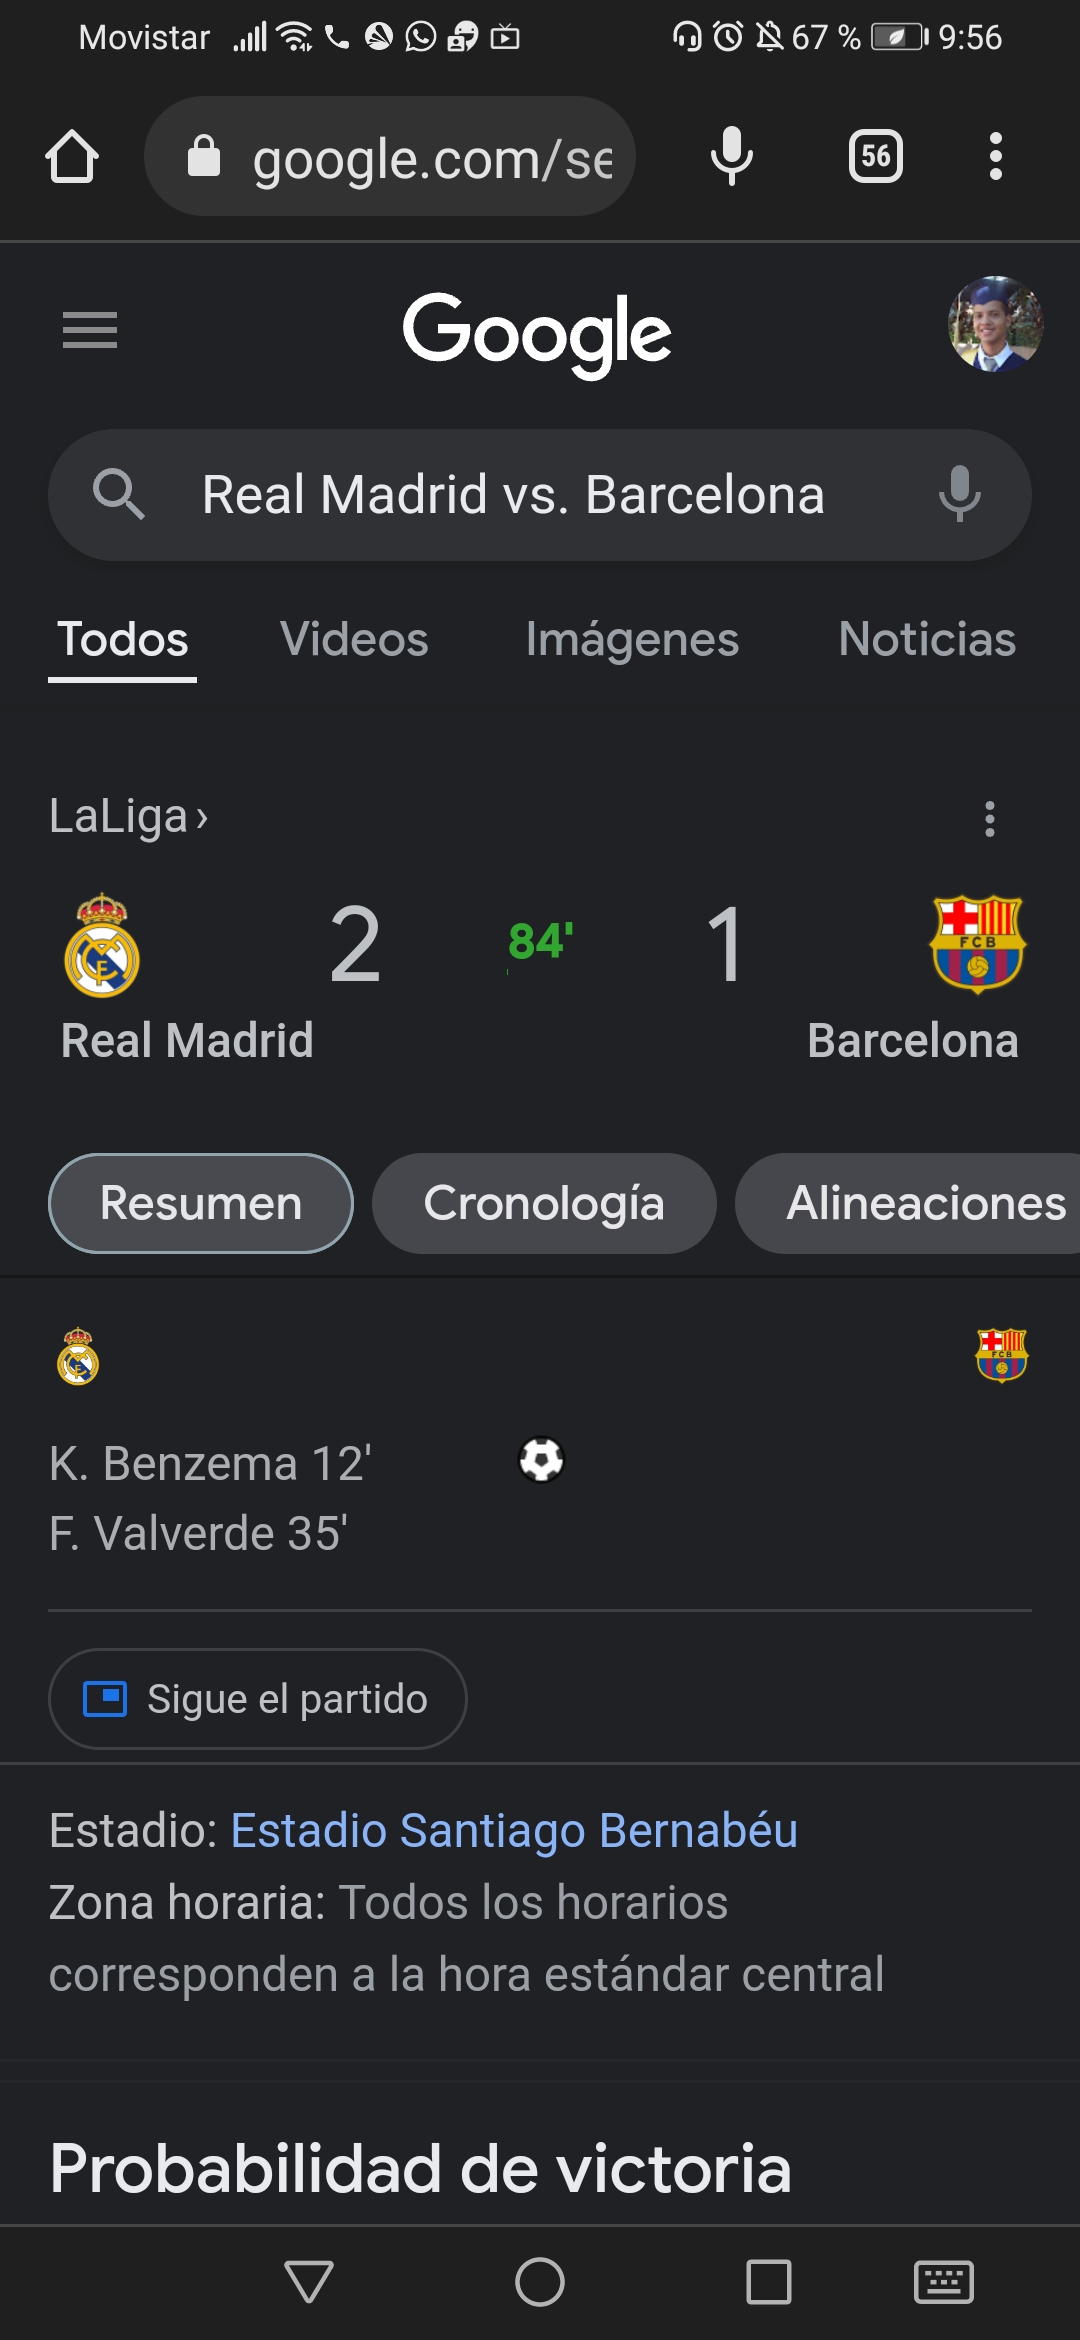 Movistar 67 % 9:56
google.com/se
56
Google
Real Madrid vs. Barcelona
Todos Videos Imágenes Noticias
LaLiga ›
2 84' 1
FCB
Real Madrid Barcelona
Resumen Cronología Alineaciones
FCB
K. Benzema 12'
F. Valverde 35'
Sigue el partido
Estadio: Estadio Santiago Bernabéu
Zona horaria: Todos los horarios
corresponden a la hora estándar central
Probabilidad de victoria